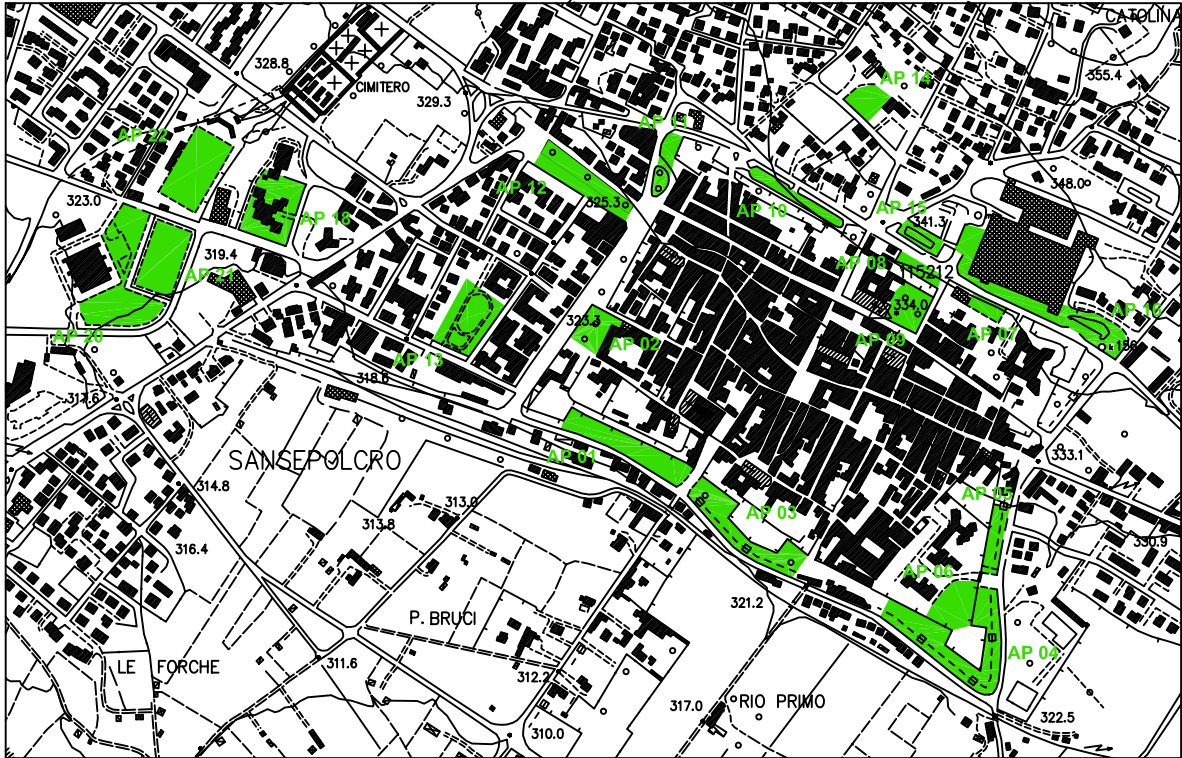 CATOLINA
328.8
355.4
AP 14
CIMITERO
329.3
AP 11
AP 22
AP 12
348.0
323.0
325.3
AP 10
AP 15
341.3
AP 18
319.4
AP 21
AP 08
115212
334.0
AP 16
AP 20
323.3
AP 02
AP 09
AP 07
186
AP 13
318.6
317.6
SANSEPOLCRO
AP 01
333.1
314.8
313.0
AP 03
AP 05
313.8
316.4
330.9
AP 06
321.2
P. BRUCI
AP 04
LE FORCHE
311.6
312.2
317.0
RIO PRIMO
322.5
310.0